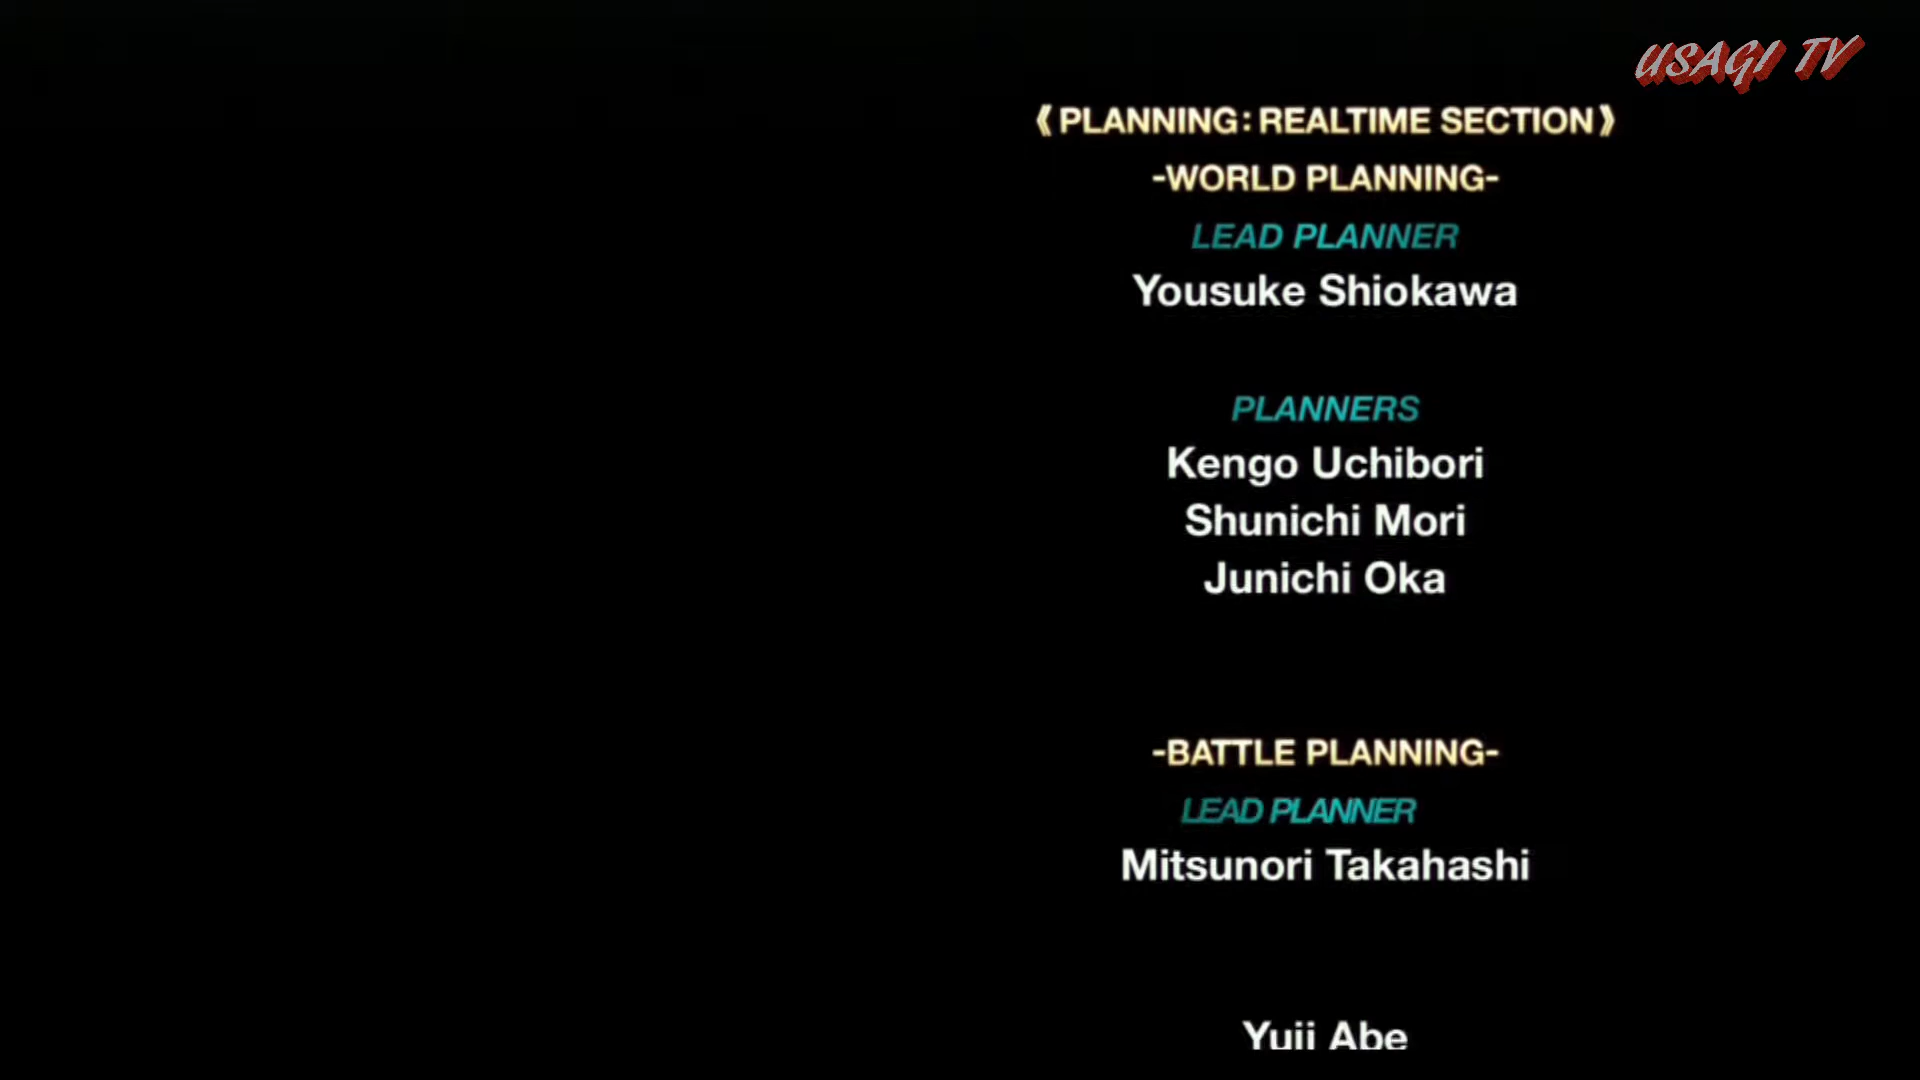 USAGI TV
《PLANNING: REALTIME SECTION》
-WORLD PLANNING-
LEAD PLANNER
Yousuke Shiokawa
PLANNERS
Kengo Uchibori
Shunichi Mori
Junichi Oka
-BATTLE PLANNING-
LEAD PLANNER
Mitsunori Takahashi
Yuji Abe